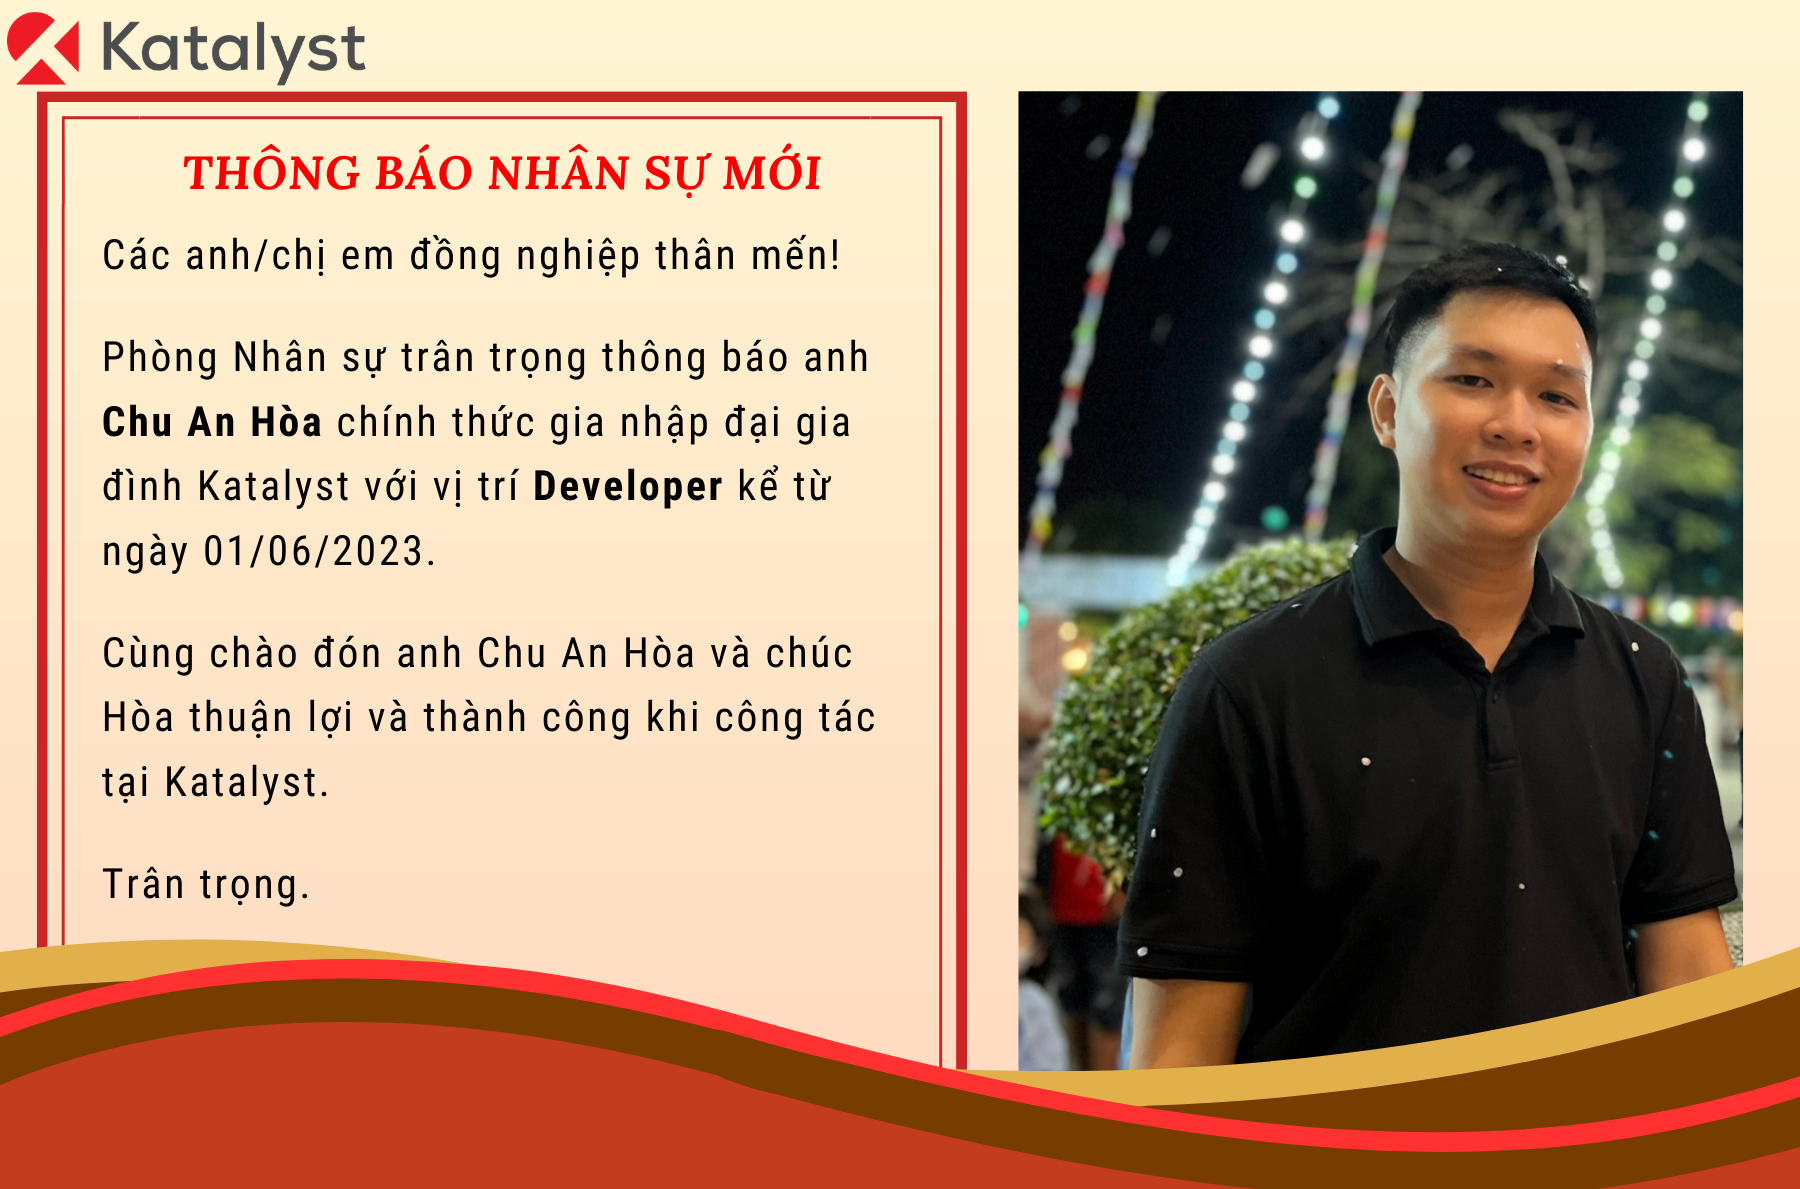 Katalyst
THÔNG BÁO NHÂN SỰ MỚI
Các anh/chị em đồng nghiệp thân mến!
Phòng Nhân sự trân trọng thông báo anh
Chu An Hòa chính thức gia nhập đại gia
đình Katalyst với vị trí Developer kể từ
ngày 01/06/2023.
Cùng chào đón anh Chu An Hòa và chúc
Hòa thuận lợi và thành công khi công tác
tại Katalyst.
Trân trọng.